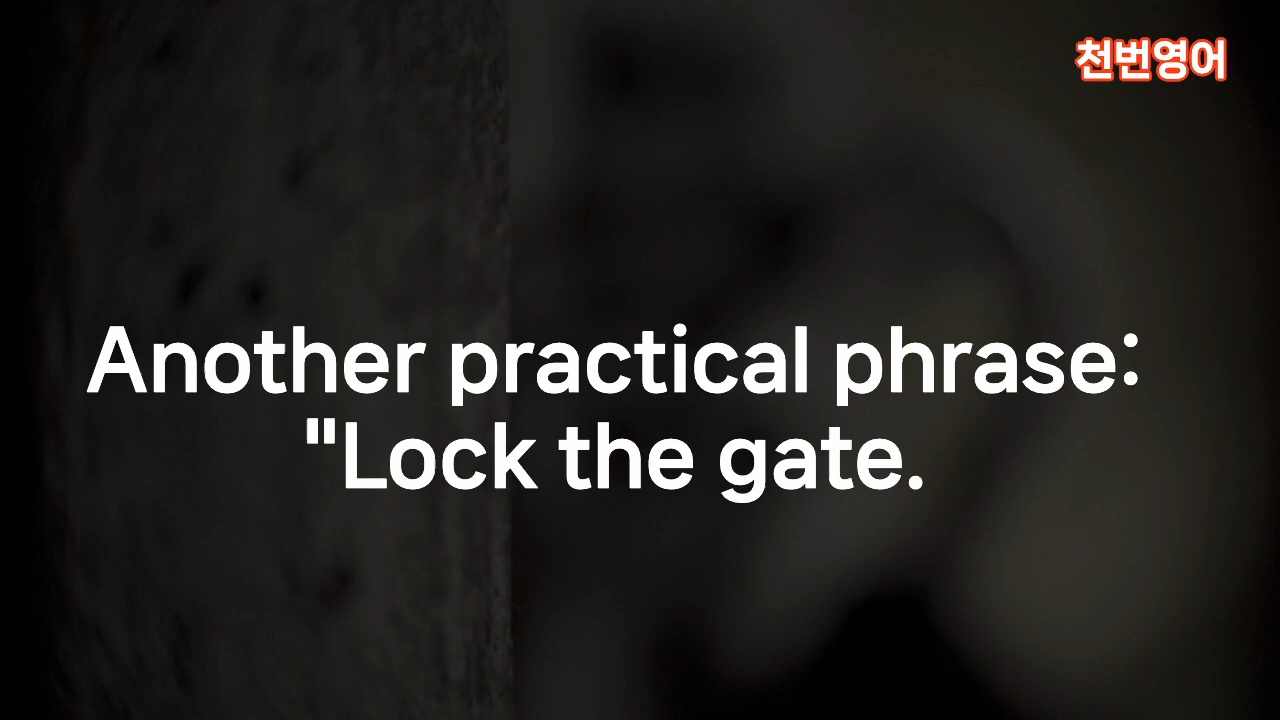 천번영어
Another practical phrase:
"Lock the gate.